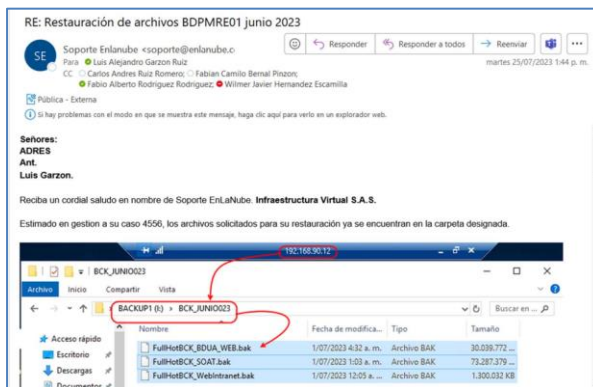 RE: Restauración de archivos BDPMRE01 junio 2023
SE
Soporte Enlanube <soporte@enlanube.c
Responder
Responder a todos
Reenviar
Para Luis Alejandro Garzon Ruiz
martes 25/07/2023 1:44 p. m.
CC Carlos Andres Ruiz Romero; Fabian Camilo Bernal Pinzon;
Fabio Alberto Rodriguez Rodriguez; Wilmer Javier Hernandez Escamilla
Pública - Externa
Si hay problemas con el modo en que se muestra este mensaje, haga clic aquí para verlo en un explorador web.
Señores:
ADRES
Ant.
Luis Garzon.
Reciba un cordial saludo en nombre de Soporte EnLaNube. Infraestructura Virtual S.A.S.
Estimado en gestion a su caso 4556, los archivos solicitados para su restauración ya se encuentran en la carpeta designada.
192.168.90.12
BCK_JUNIO023
Archivo Inicio Compartir Vista
BACKUP1 (I:) > BCK_JUNIO023
Buscar en ...
Nombre Fecha de modifica... Tipo Tamaño
Acceso rápido
Escritorio
Descargas
Documentos
FullHotBCK_BDUA_WEB.bak 1/07/2023 4:32 a. m. Archivo BAK 30.039.772 ...
FullHotBCK_SOAT.bak 1/07/2023 1:03 a. m. Archivo BAK 73.287.379 ...
FullHotBCK_WebIntranet.bak 1/07/2023 12:05 a. ... Archivo BAK 1.300.032 KB